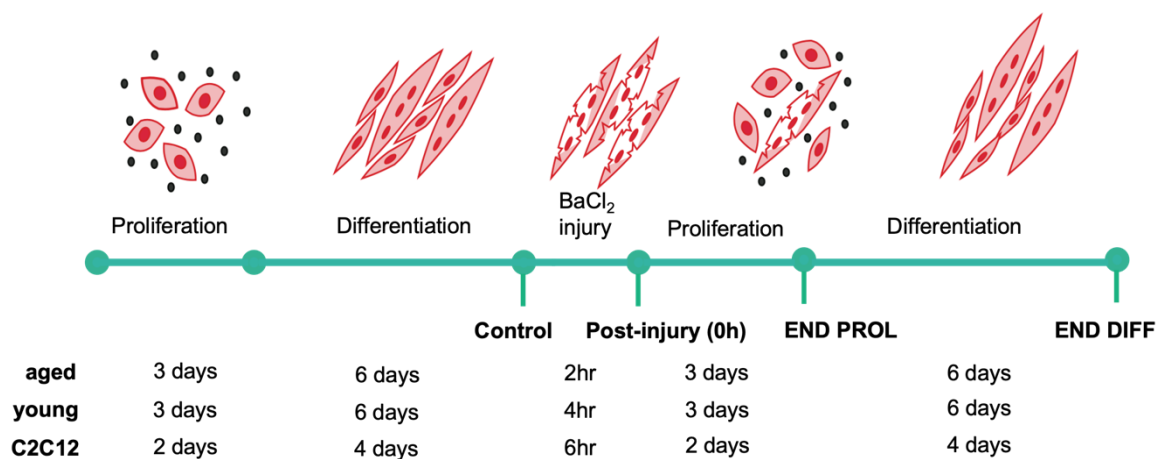 Proliferation
Differentiation
BaCl₂
injury
Proliferation
Differentiation
Control
Post-injury (0h)
END PROL
END DIFF
aged 3 days 6 days 2hr 3 days 6 days
young 3 days 6 days 4hr 3 days 6 days
C2C12 2 days 4 days 6hr 2 days 4 days